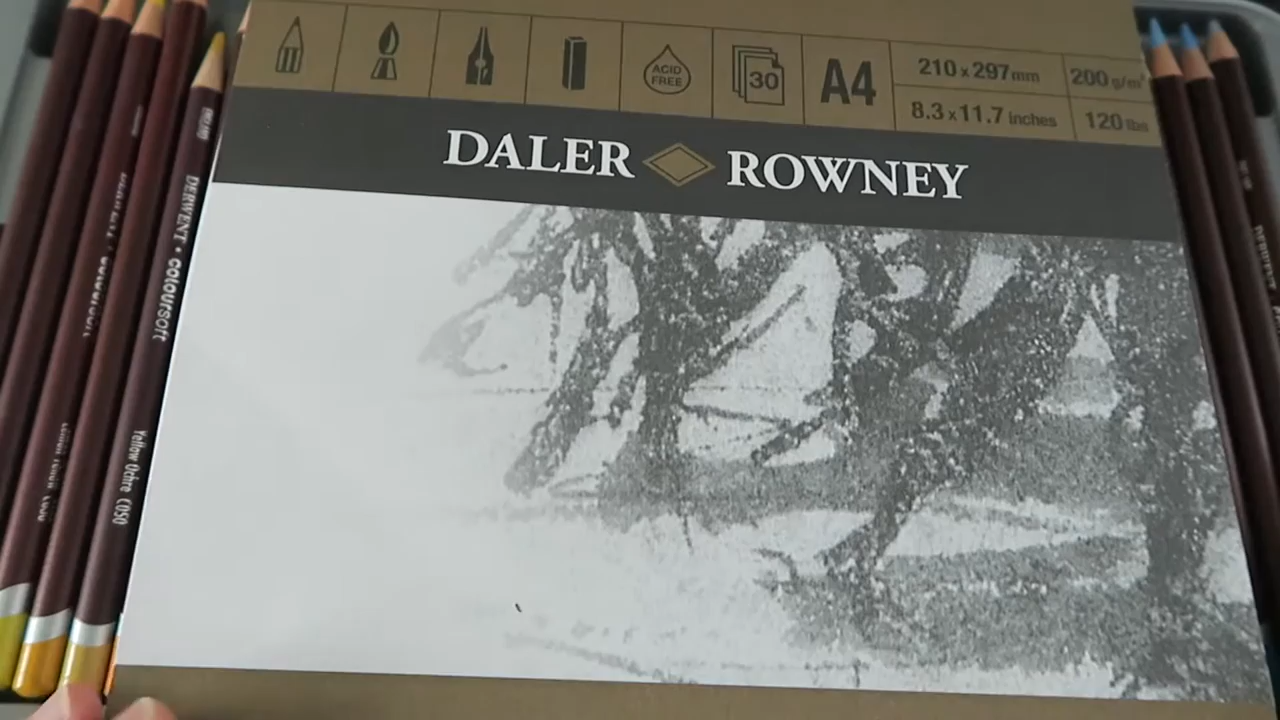 ACID
FREE
30
A4
210 x 297mm
200 g/m²
8.3 x 11.7 inches
120 lbs
DALER ROWNEY
DERWENT • COLOURSOFT
Yellow Ochre C050